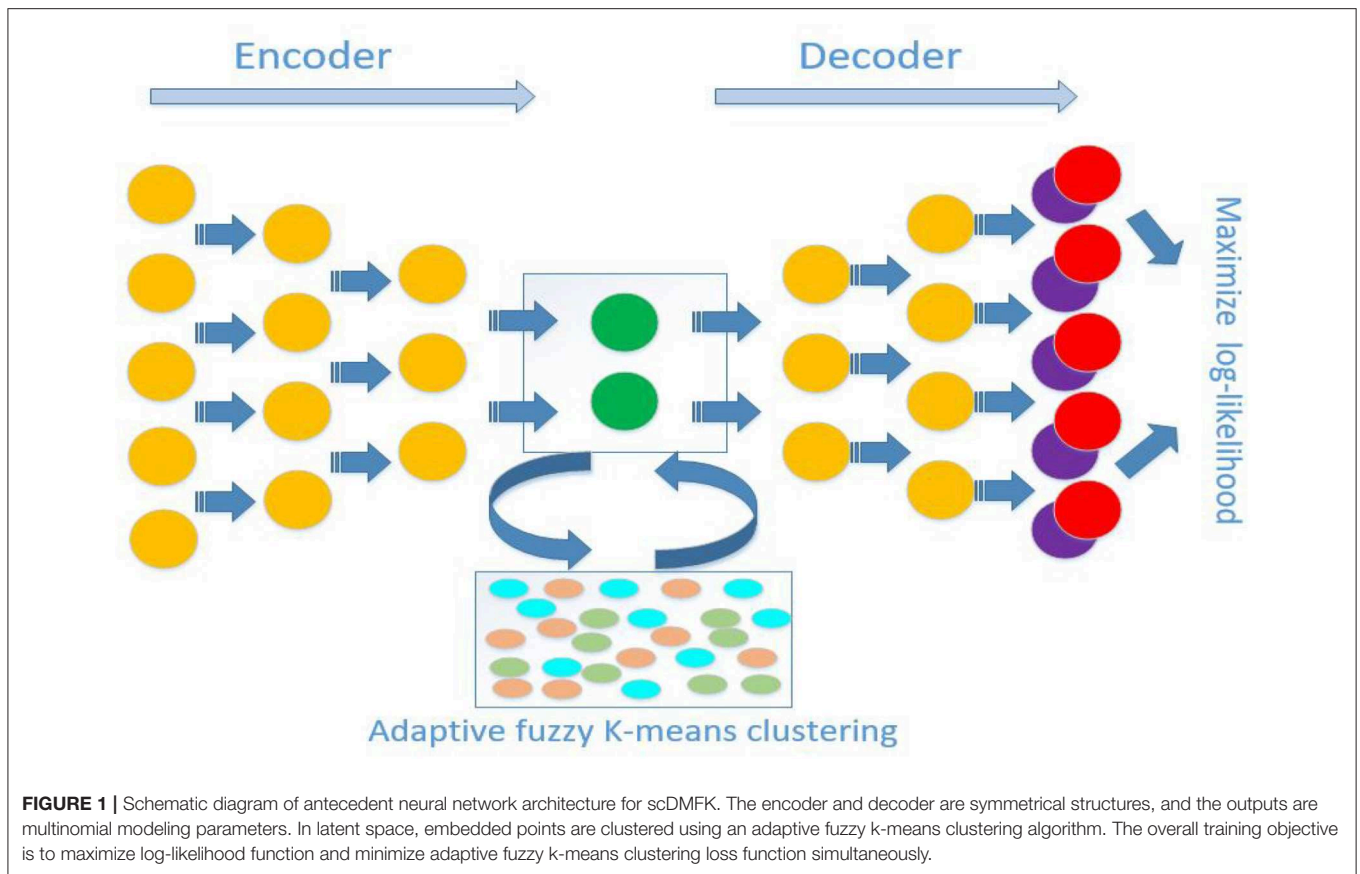 Encoder
Decoder
Maximize log-likelihood
Adaptive fuzzy K-means clustering
FIGURE 1 | Schematic diagram of antecedent neural network architecture for scDMFK. The encoder and decoder are symmetrical structures, and the outputs are
multinomial modeling parameters. In latent space, embedded points are clustered using an adaptive fuzzy k-means clustering algorithm. The overall training objective
is to maximize log-likelihood function and minimize adaptive fuzzy k-means clustering loss function simultaneously.